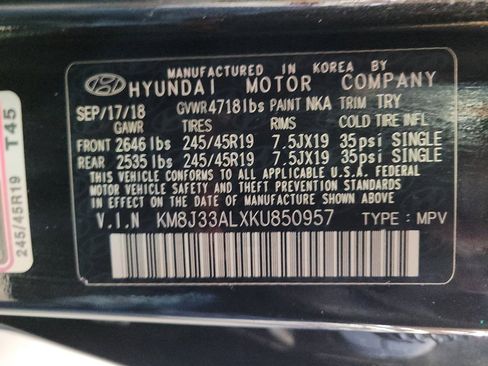 MANUFACTURED IN KOREA BY
HYUNDAI MOTOR COMPANY
SEP/17/18 GVWR4718lbs PAINT NKA TRIM TRY
GAWR TIRES RIMS COLD TIRE INFL
FRONT 2646 lbs 245/45R19 7.5JX19 35psi SINGLE
REAR 2535 lbs 245/45R19 7.5JX19 35psi SINGLE
THIS VEHICLE CONFORMS TO ALL APPLICABLE U.S.A. FEDERAL
MOTOR VEHICLE SAFETY, BUMPER, AND THEFT PREVENTION
STANDARDS IN EFFECT ON THE DATE OF MANUFACTURE SHOWN ABOVE.
V.I.N KM8J33ALXKU850957 TYPE : MPV
245/45R19 T45